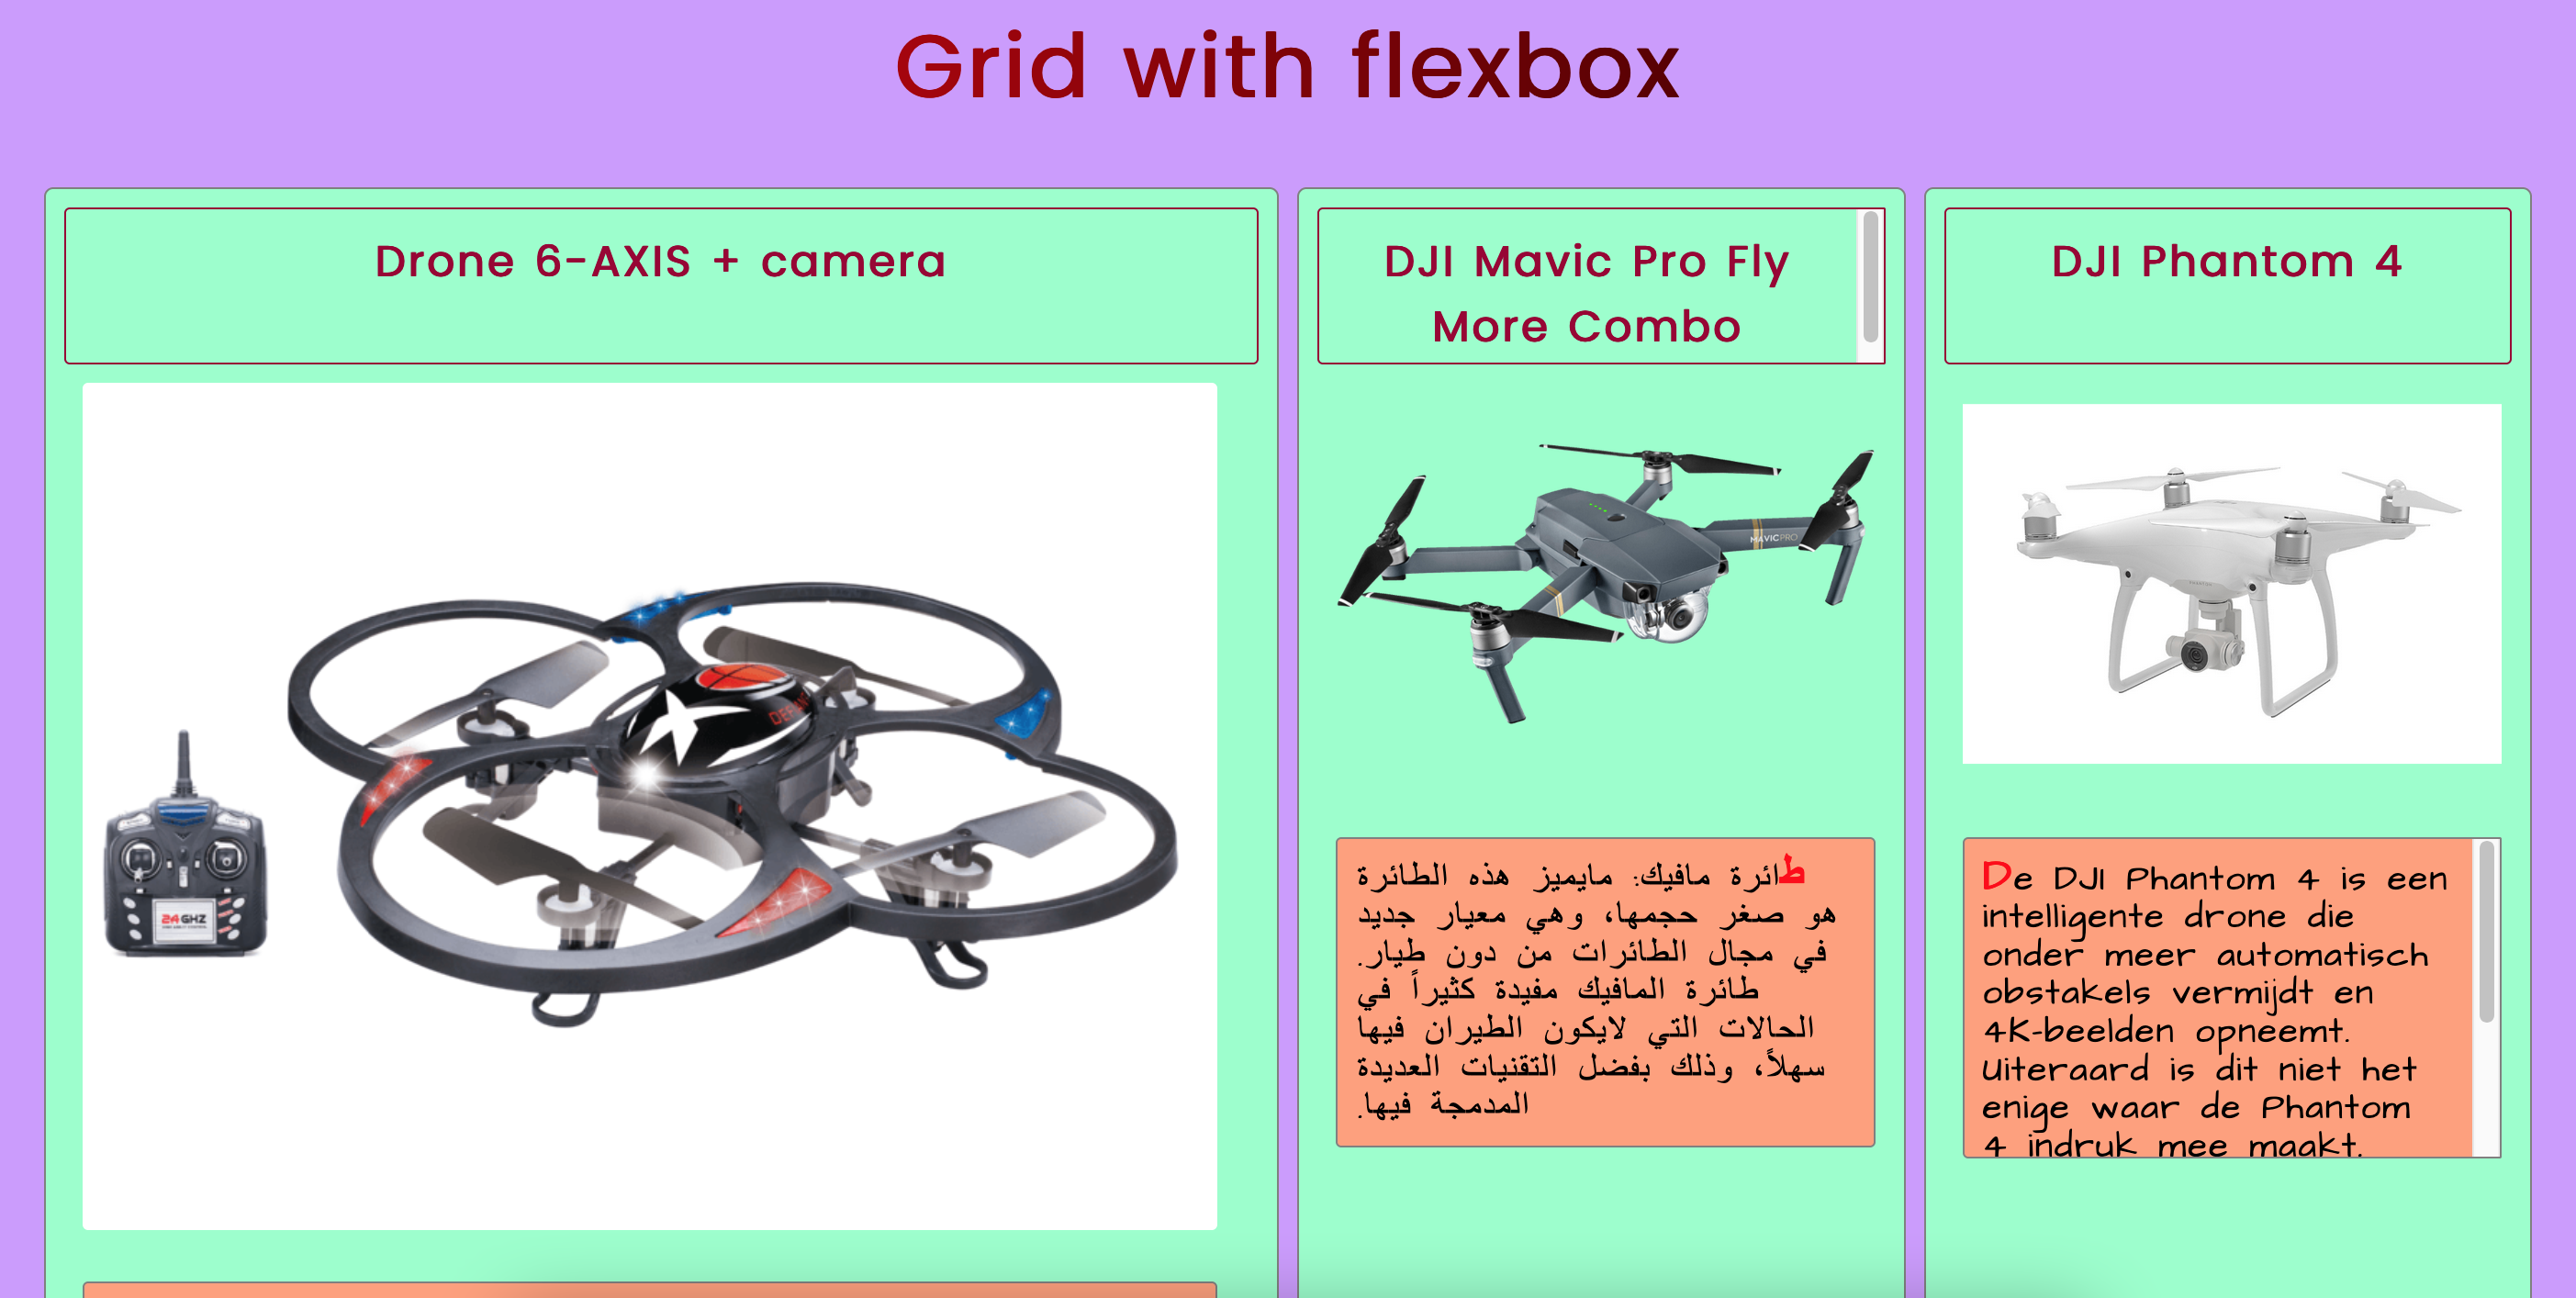 Grid with flexbox
Drone 6-AXIS + camera
DEFI
24 GHZ
DJI Mavic Pro Fly
More Combo
MAVIC PRO
طائرة مافيك: مايميز هذه الطائرة
هو صغر حجمها، وهي معيار جديد
في مجال الطائرات من دون طيار.
طائرة المافيك مفيدة كثيراً في
الحالات التي لايكون الطيران فيها
سهلاً، وذلك بفضل التقنيات العديدة
المدمجة فيها.
DJI Phantom 4
De DJI Phantom 4 is een
intelligente drone die
onder meer automatisch
obstakels vermijdt en
4K-beelden opneemt.
Uiteraard is dit niet het
enige waar de Phantom
4 indruk mee maakt.